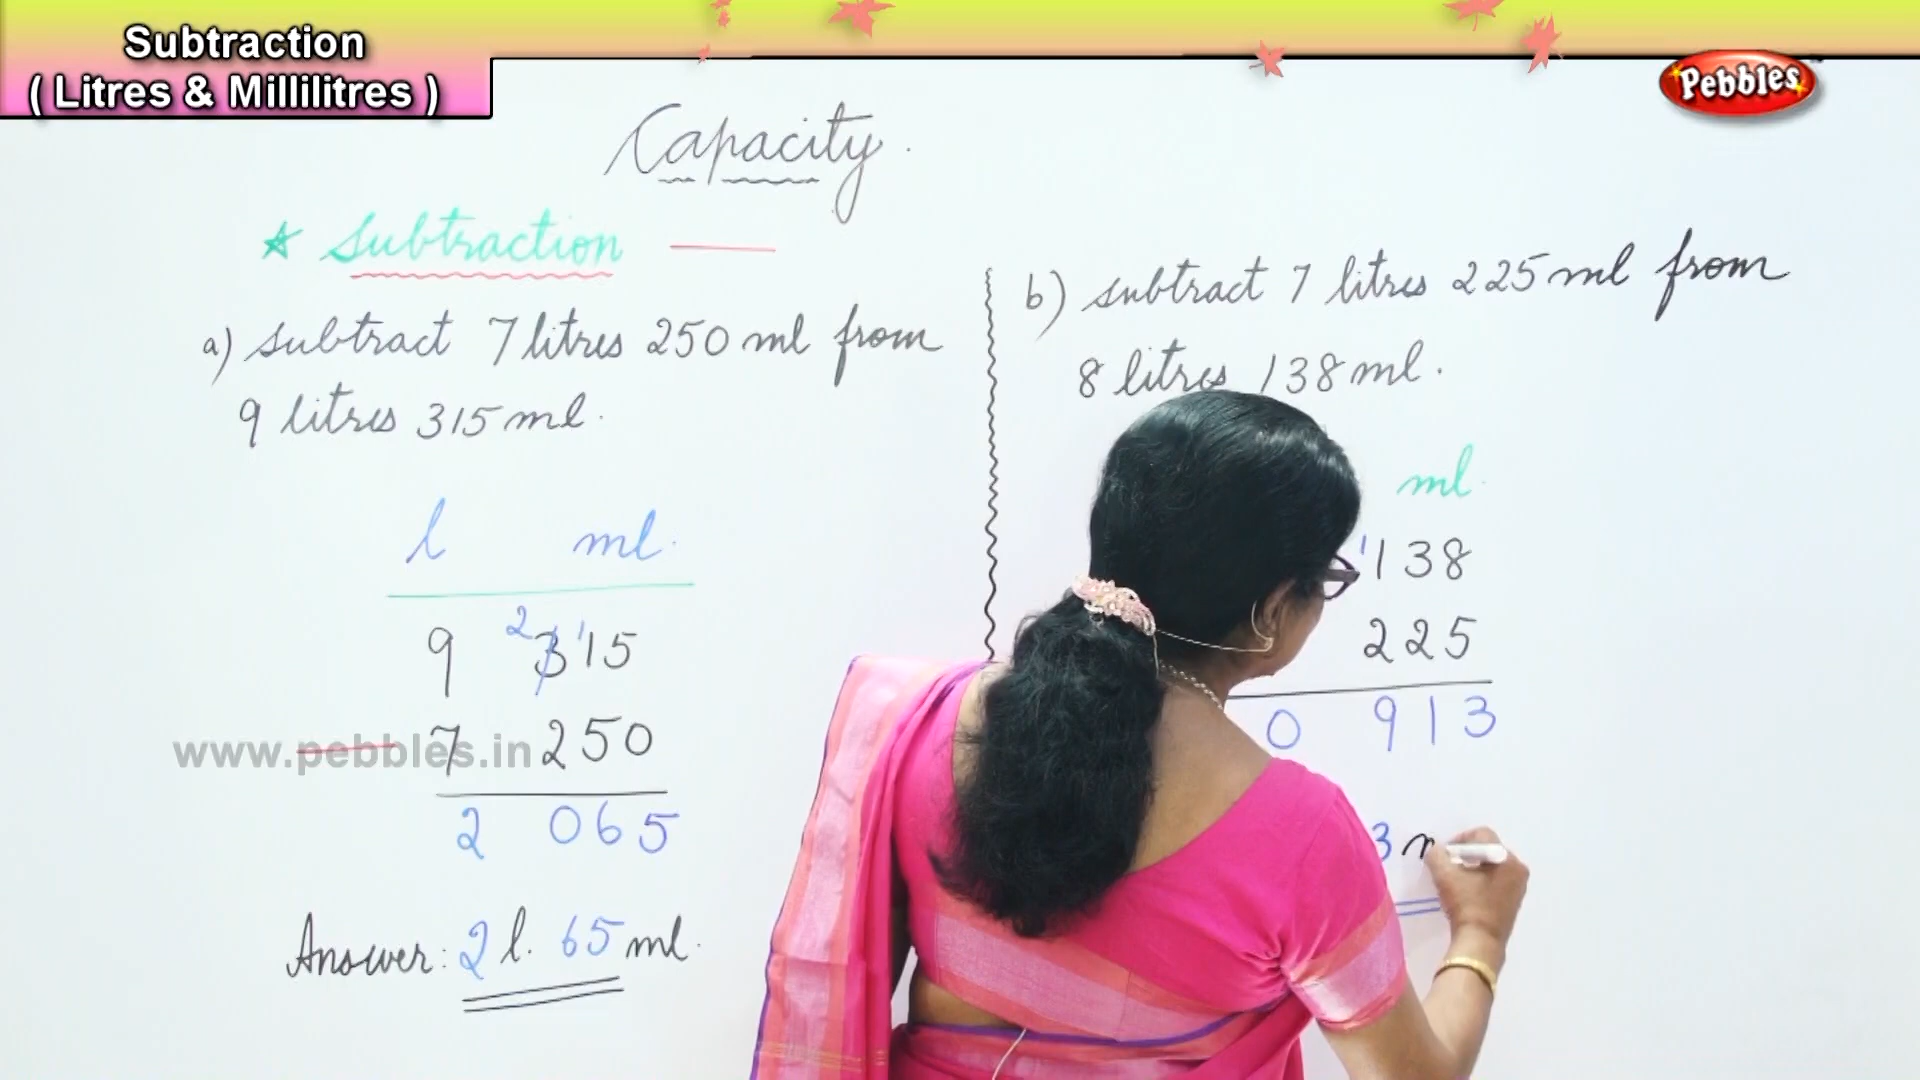 Subtraction
( Litres & Millilitres )
Pebbles
Capacity.
Subtraction
a) subtract 7 litres 250 ml from
9 litres 315 ml.
l ml.
2 1
9 315
7 250
2 065
Answer: 2 l. 65 ml.
www.pebbles.in
b) subtract 7 litres 225 ml from
8 litres 138 ml.
ml.
1
138
225
0 913
3 m